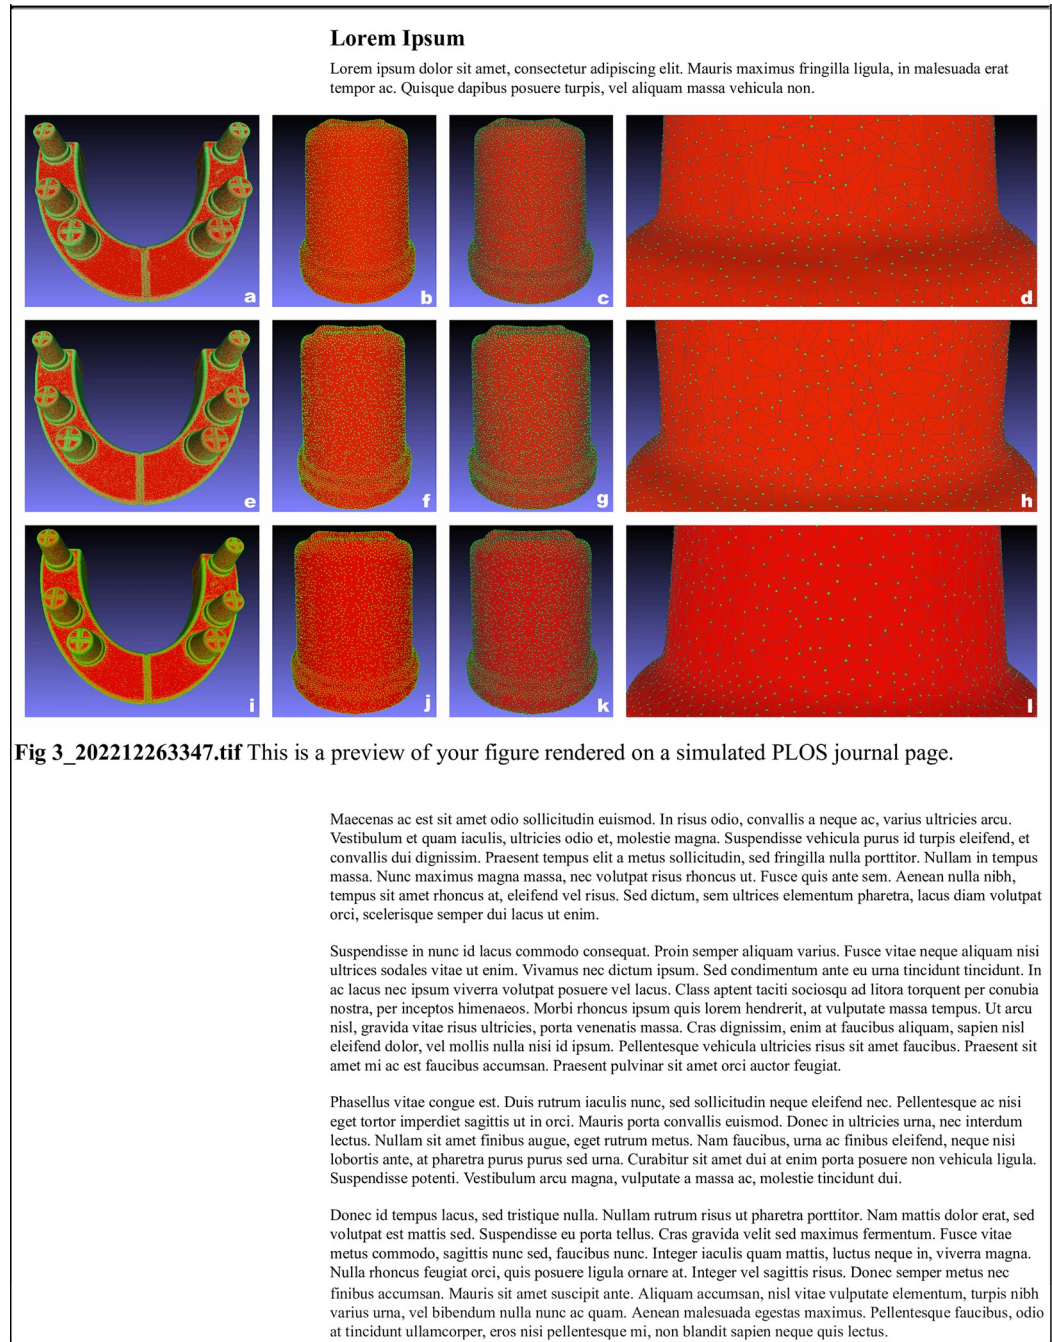 Lorem Ipsum
Lorem ipsum dolor sit amet, consectetur adipiscing elit. Mauris maximus fringilla ligula, in malesuada erat
tempor ac. Quisque dapibus posuere turpis, vel aliquam massa vehicula non.
a b c d
e f g h
i j k l
Fig 3_202212263347.tif This is a preview of your figure rendered on a simulated PLOS journal page.
Maecenas ac est sit amet odio sollicitudin euismod. In risus odio, convallis a neque ac, varius ultricies arcu.
Vestibulum et quam iaculis, ultricies odio et, molestie magna. Suspendisse vehicula purus id turpis eleifend, et
convallis dui dignissim. Praesent tempus elit a metus sollicitudin, sed fringilla nulla porttitor. Nullam in tempus
massa. Nunc maximus magna massa, nec volutpat risus rhoncus ut. Fusce quis ante sem. Aenean nulla nibh,
tempus sit amet rhoncus at, eleifend vel risus. Sed dictum, sem ultrices elementum pharetra, lacus diam volutpat
orci, scelerisque semper dui lacus ut enim.
Suspendisse in nunc id lacus commodo consequat. Proin semper aliquam varius. Fusce vitae neque aliquam nisi
ultrices sodales vitae ut enim. Vivamus nec dictum ipsum. Sed condimentum ante eu urna tincidunt tincidunt. In
ac lacus nec ipsum viverra volutpat posuere vel lacus. Class aptent taciti sociosqu ad litora torquent per conubia
nostra, per inceptos himenaeos. Morbi rhoncus ipsum quis lorem hendrerit, at vulputate massa tempus. Ut arcu
nisl, gravida vitae risus ultricies, porta venenatis massa. Cras dignissim, enim at faucibus aliquam, sapien nisl
eleifend dolor, vel mollis nulla nisi id ipsum. Pellentesque vehicula ultricies risus sit amet faucibus. Praesent sit
amet mi ac est faucibus accumsan. Praesent pulvinar sit amet orci auctor feugiat.
Phasellus vitae congue est. Duis rutrum iaculis nunc, sed sollicitudin neque eleifend nec. Pellentesque ac nisi
eget tortor imperdiet sagittis ut in orci. Mauris porta convallis euismod. Donec in ultricies urna, nec interdum
lectus. Nullam sit amet finibus augue, eget rutrum metus. Nam faucibus, urna ac finibus eleifend, neque nisi
lobortis ante, at pharetra purus purus sed urna. Curabitur sit amet dui at enim porta posuere non vehicula ligula.
Suspendisse potenti. Vestibulum arcu magna, vulputate a massa ac, molestie tincidunt dui.
Donec id tempus lacus, sed tristique nulla. Nullam rutrum risus ut pharetra porttitor. Nam mattis dolor erat, sed
volutpat est mattis sed. Suspendisse eu porta tellus. Cras gravida velit sed maximus fermentum. Fusce vitae
metus commodo, sagittis nunc sed, faucibus nunc. Integer iaculis quam mattis, luctus neque in, viverra magna.
Nulla rhoncus feugiat orci, quis posuere ligula ornare at. Integer vel sagittis risus. Donec semper metus nec
finibus accumsan. Mauris sit amet suscipit ante. Aliquam accumsan, nisl vitae vulputate elementum, turpis nibh
varius urna, vel bibendum nulla nunc ac quam. Aenean malesuada egestas maximus. Pellentesque faucibus, odio
at tincidunt ullamcorper, eros nisi pellentesque mi, non blandit sapien neque quis lectus.